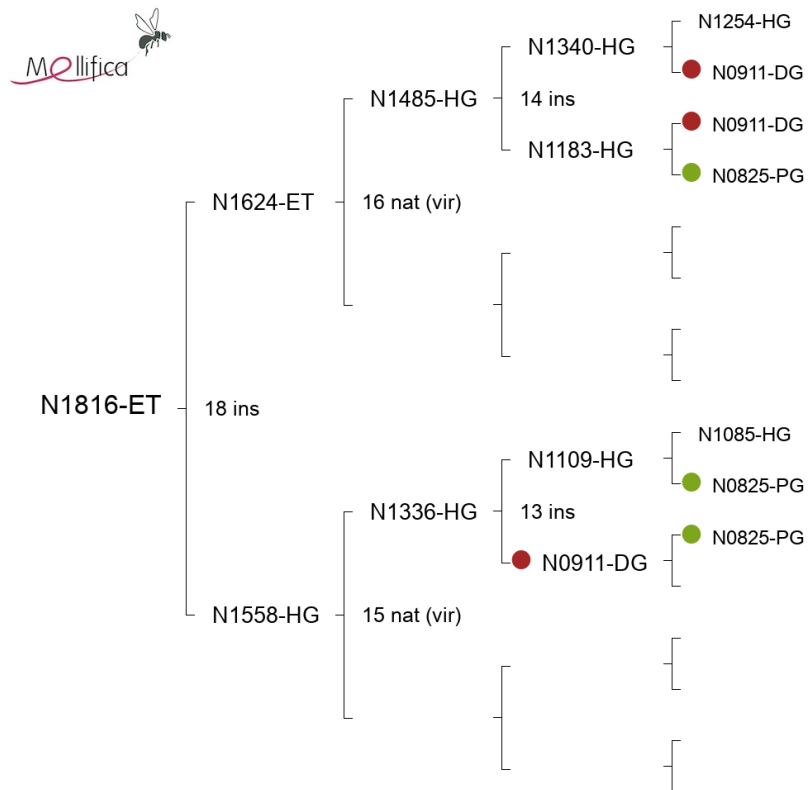 Mellifica
N1254-HG
N1340-HG
N0911-DG
N1485-HG
14 ins
N0911-DG
N1183-HG
N0825-PG
N1624-ET
16 nat (vir)
N1816-ET
18 ins
N1085-HG
N1109-HG
N0825-PG
N1336-HG
13 ins
N0825-PG
N0911-DG
N1558-HG
15 nat (vir)